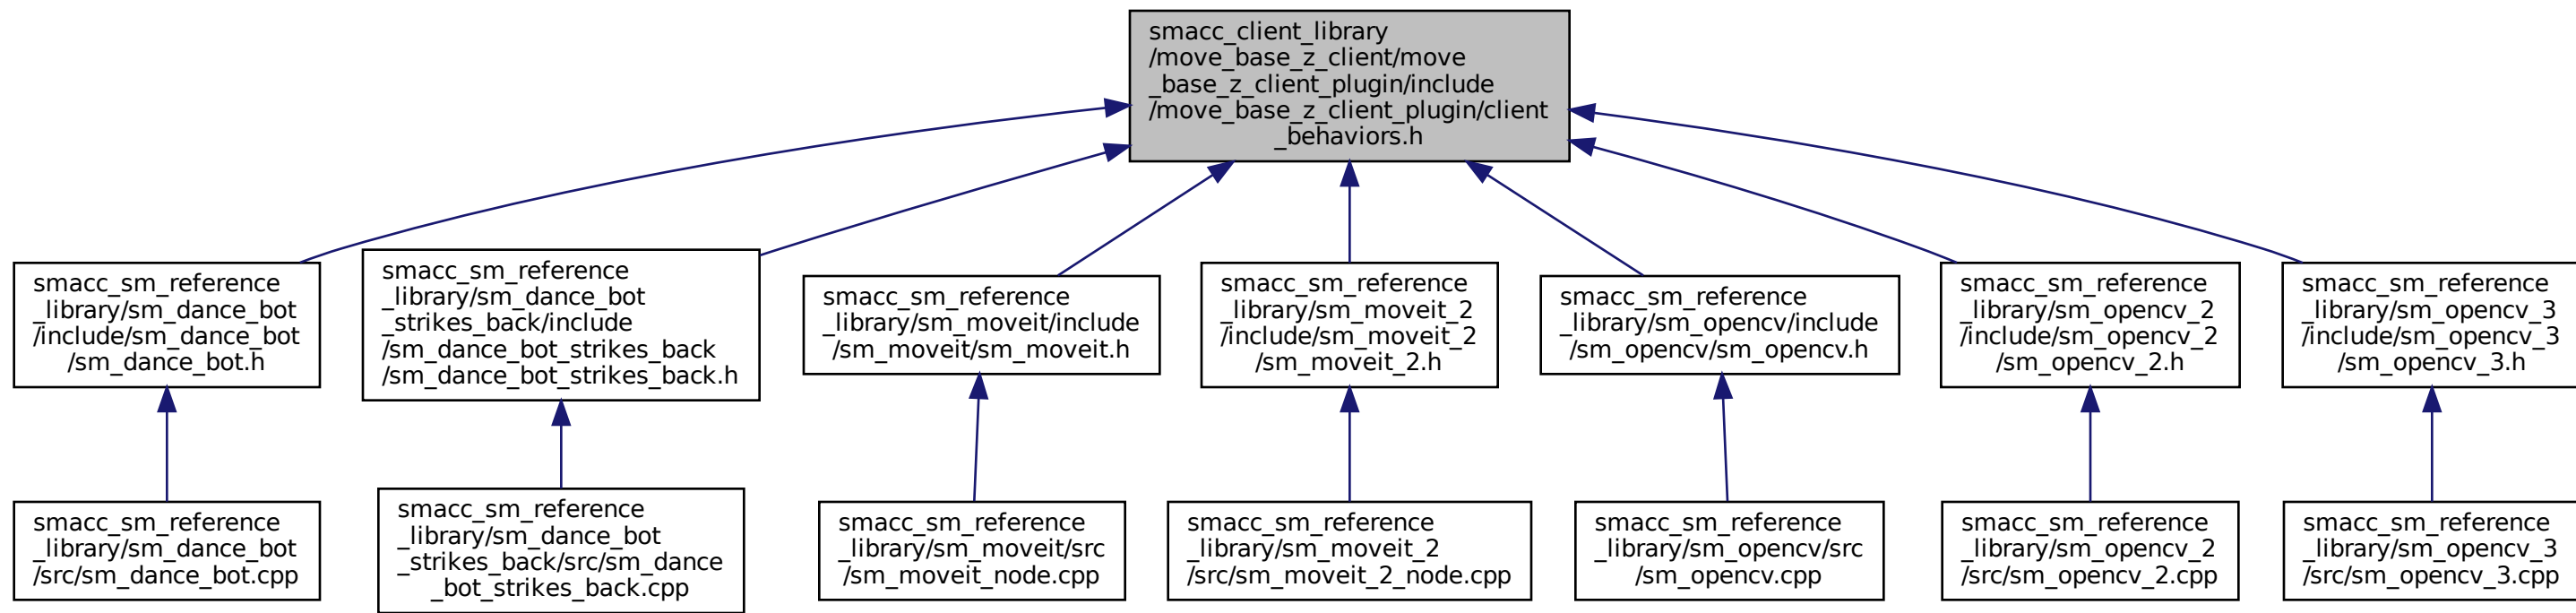 smacc_client_library
/move_base_z_client/move
_base_z_client_plugin/include
/move_base_z_client_plugin/client
_behaviors.h
smacc_sm_reference
_library/sm_dance_bot
/include/sm_dance_bot
/sm_dance_bot.h
smacc_sm_reference
_library/sm_dance_bot
_strikes_back/include
/sm_dance_bot_strikes_back
/sm_dance_bot_strikes_back.h
smacc_sm_reference
_library/sm_moveit/include
/sm_moveit/sm_moveit.h
smacc_sm_reference
_library/sm_moveit_2
/include/sm_moveit_2
/sm_moveit_2.h
smacc_sm_reference
_library/sm_opencv/include
/sm_opencv/sm_opencv.h
smacc_sm_reference
_library/sm_opencv_2
/include/sm_opencv_2
/sm_opencv_2.h
smacc_sm_reference
_library/sm_opencv_3
/include/sm_opencv_3
/sm_opencv_3.h
smacc_sm_reference
_library/sm_dance_bot
/src/sm_dance_bot.cpp
smacc_sm_reference
_library/sm_dance_bot
_strikes_back/src/sm_dance
_bot_strikes_back.cpp
smacc_sm_reference
_library/sm_moveit/src
/sm_moveit_node.cpp
smacc_sm_reference
_library/sm_moveit_2
/src/sm_moveit_2_node.cpp
smacc_sm_reference
_library/sm_opencv/src
/sm_opencv.cpp
smacc_sm_reference
_library/sm_opencv_2
/src/sm_opencv_2.cpp
smacc_sm_reference
_library/sm_opencv_3
/src/sm_opencv_3.cpp